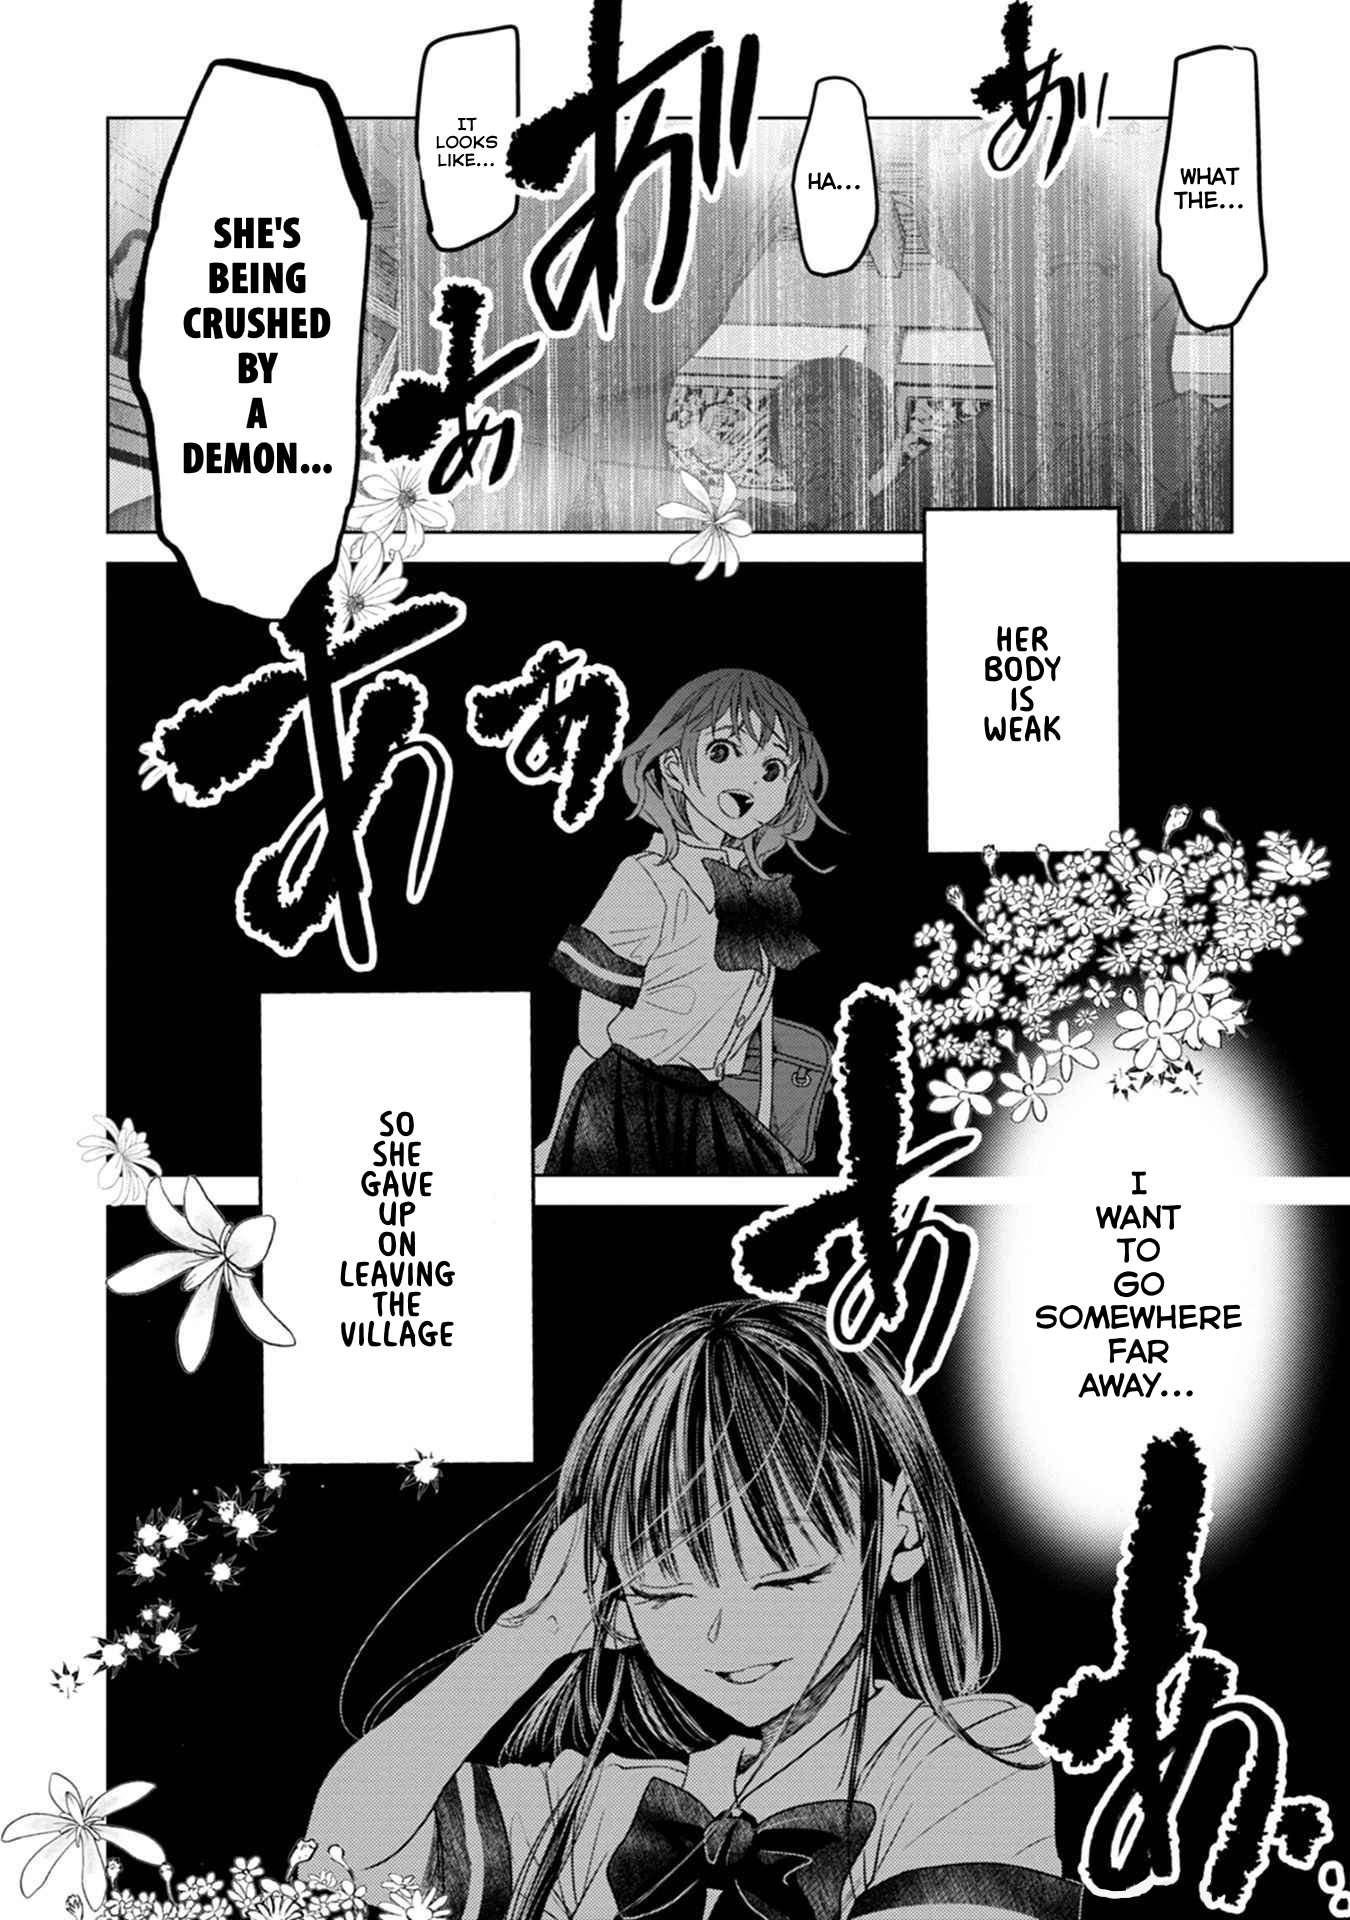 WHAT
THE...
あ゛
HA...
あ゛
IT
LOOKS
LIKE...
あ
SHE'S
BEING
CRUSHED
BY
A
DEMON...
HER
BODY
IS
WEAK
あ
あ
I
WANT
TO
GO
SOMEWHERE
FAR
AWAY...
あ
SO
SHE
GAVE
UP
ON
LEAVING
THE
VILLAGE
あ...。